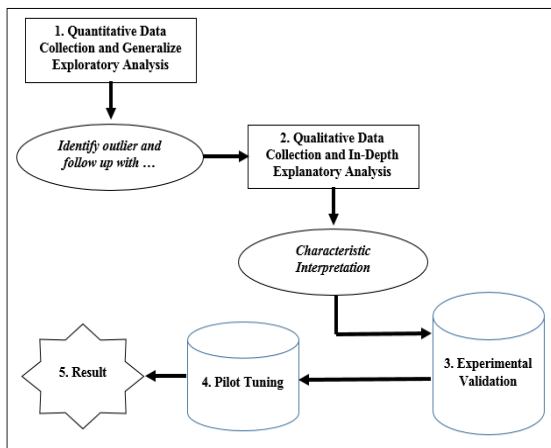 1. Quantitative Data
Collection and Generalize
Exploratory Analysis
Identify outlier and
follow up with ...
2. Qualitative Data
Collection and In-Depth
Explanatory Analysis
Characteristic
Interpretation
3. Experimental
Validation
4. Pilot Tuning
5. Result